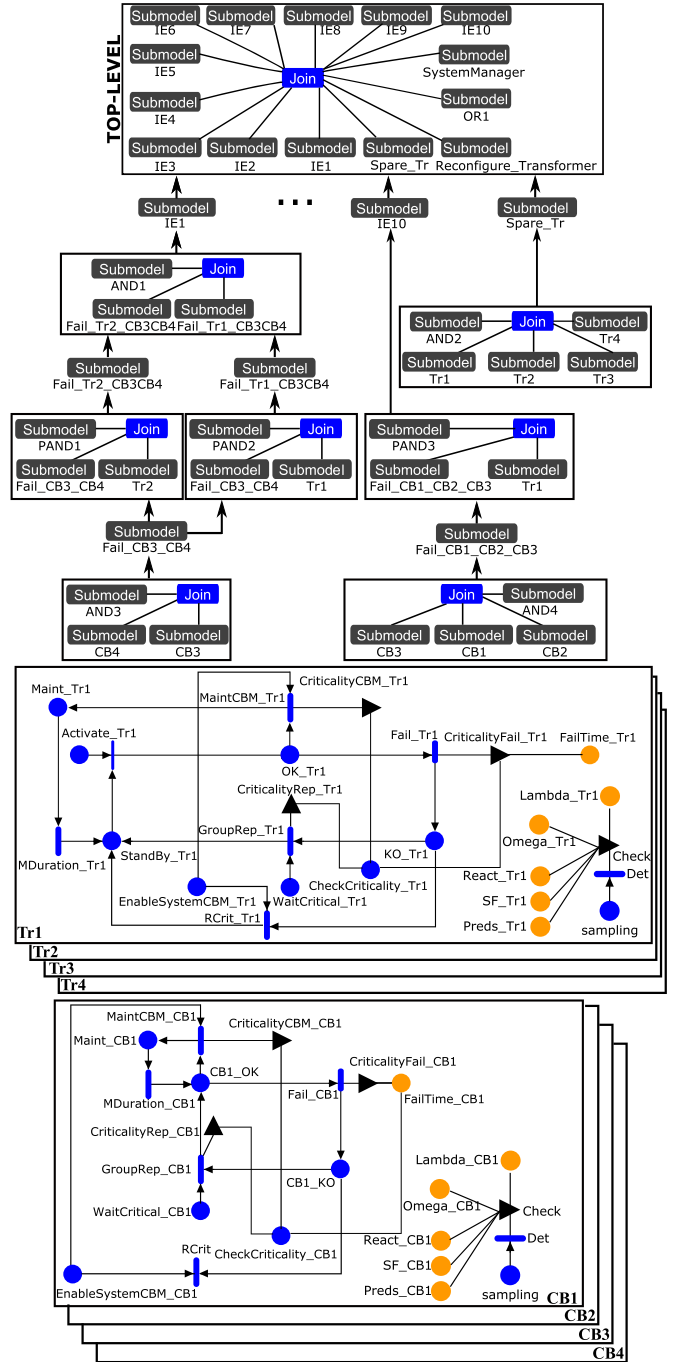 TOP-LEVEL
Submodel Submodel Submodel Submodel Submodel
IE6 IE7 IE8 IE9 IE10
Submodel Submodel
IE5 SystemManager
Join
Submodel Submodel
IE4 OR1
Submodel Submodel Submodel Submodel Submodel
IE3 IE2 IE1 Spare_Tr Reconfigure_Transformer
...
Submodel Submodel Submodel
IE1 IE10 Spare_Tr
Submodel Join
AND1
Submodel Submodel
Fail_Tr2_CB3CB4 Fail_Tr1_CB3CB4
Submodel Join Submodel
AND2 Tr4
Submodel Submodel Submodel
Tr1 Tr2 Tr3
Submodel Submodel
Fail_Tr2_CB3CB4 Fail_Tr1_CB3CB4
Submodel Join Submodel Join Submodel Join
PAND1 PAND2 PAND3
Submodel Submodel Submodel Submodel Submodel Submodel
Fail_CB3_CB4 Tr2 Fail_CB3_CB4 Tr1 Fail_CB1_CB2_CB3 Tr1
Submodel Submodel
Fail_CB3_CB4 Fail_CB1_CB2_CB3
Submodel Join Join Submodel
AND3 AND4
Submodel Submodel Submodel Submodel Submodel
CB4 CB3 CB3 CB1 CB2
Maint_Tr1 MaintCBM_Tr1 CriticalityCBM_Tr1
Activate_Tr1 Fail_Tr1 CriticalityFail_Tr1 FailTime_Tr1
OK_Tr1
CriticalityRep_Tr1 Lambda_Tr1
GroupRep_Tr1 Omega_Tr1
MDuration_Tr1 StandBy_Tr1 KO_Tr1 Check
React_Tr1 Det
EnableSystemCBM_Tr1 WaitCritical_Tr1 CheckCriticality_Tr1
SF_Tr1
RCrit_Tr1 Preds_Tr1 sampling
Tr1
Tr2
Tr3
Tr4
MaintCBM_CB1 CriticalityCBM_CB1
Maint_CB1
CB1_OK CriticalityFail_CB1
MDuration_CB1 Fail_CB1 FailTime_CB1
CriticalityRep_CB1
GroupRep_CB1 CB1_KO Lambda_CB1
WaitCritical_CB1 Omega_CB1 Check
React_CB1 Det
RCrit CheckCriticality_CB1 SF_CB1
EnableSystemCBM_CB1 Preds_CB1 sampling
CB1
CB2
CB3
CB4